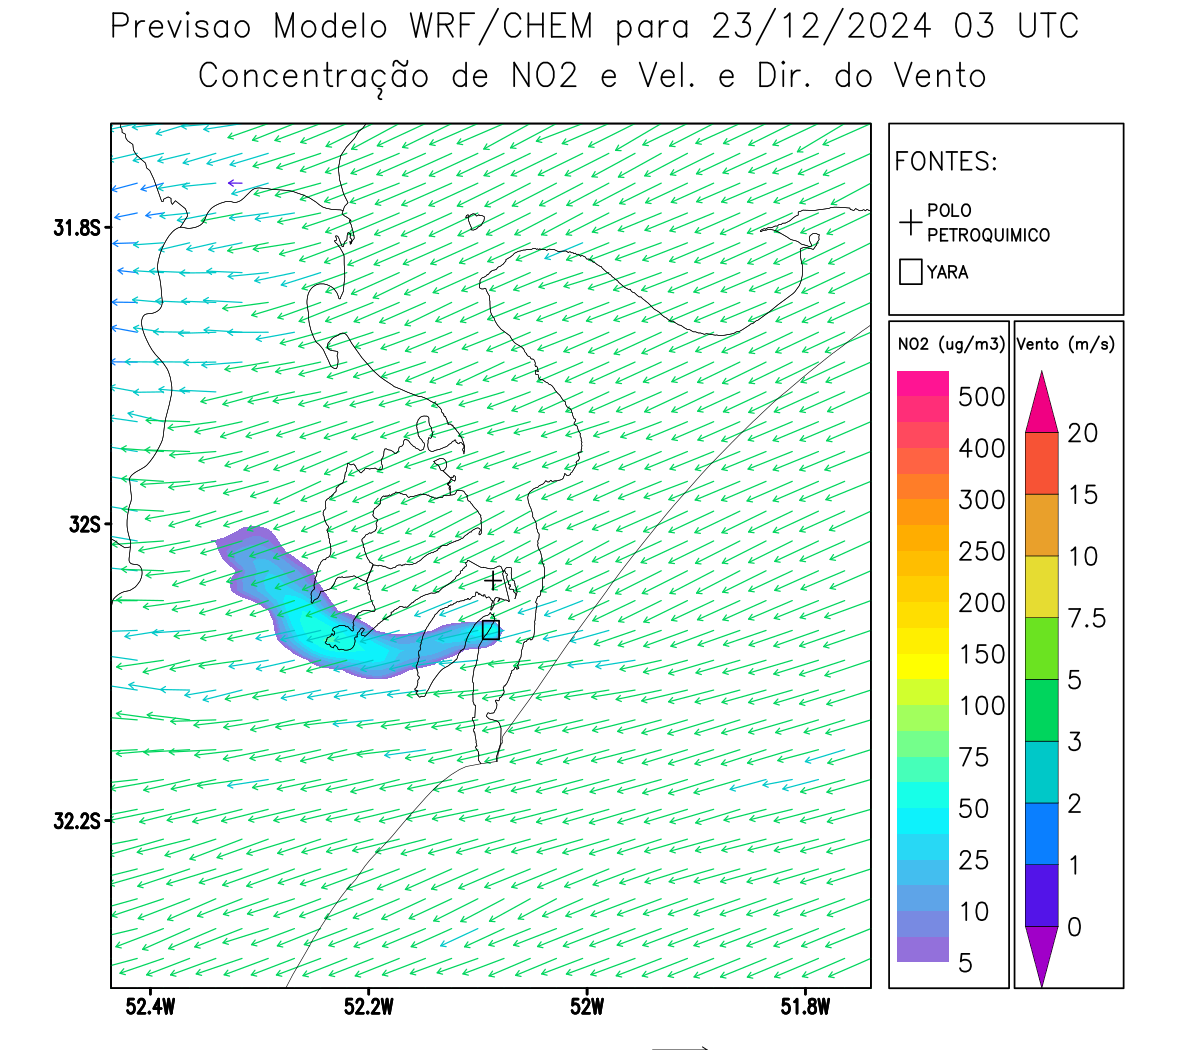 Previsao Modelo WRF/CHEM para 23/12/2024 03 UTC
Concentração de NO2 e Vel. e Dir. do Vento
FONTES:
POLO
PETROQUIMICO
YARA
NO2 (ug/m3)
500
400
300
250
200
150
100
75
50
25
10
5
Vento (m/s)
20
15
10
7.5
5
3
2
1
0
31.8S
32S
32.2S
52.4W
52.2W
52W
51.8W